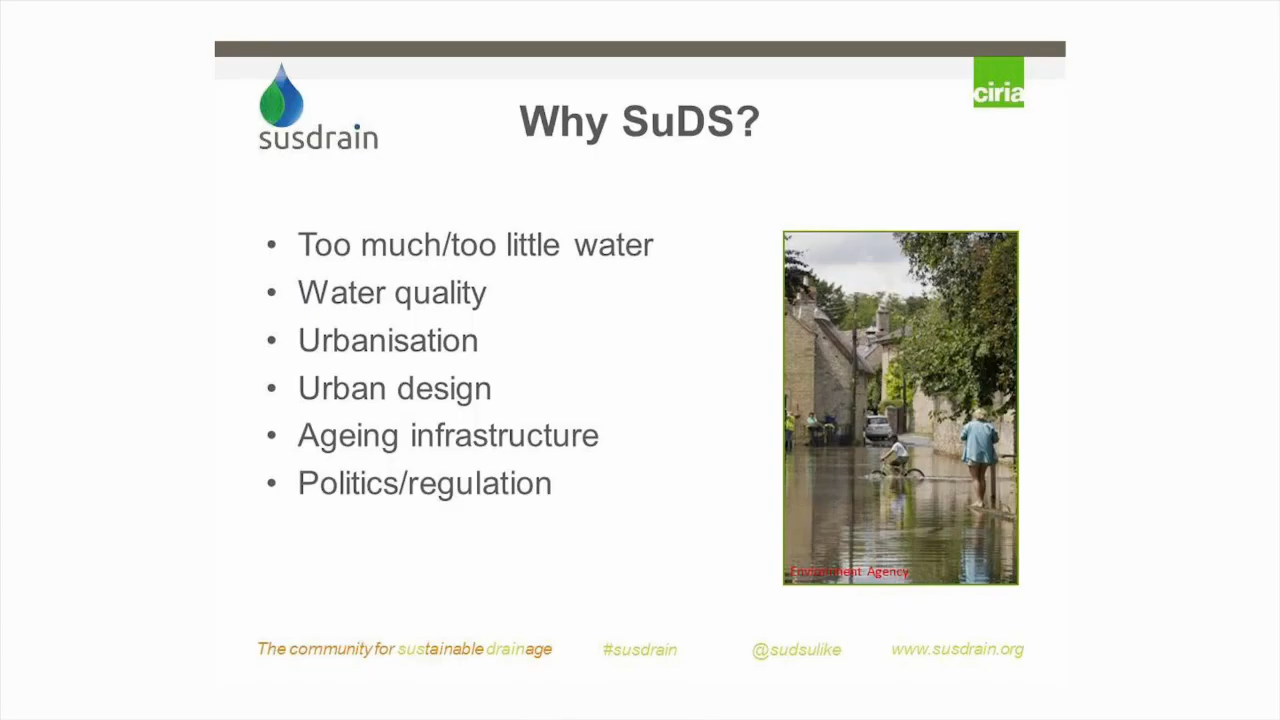 susdrain
ciria
Why SuDS?
• Too much/too little water
• Water quality
• Urbanisation
• Urban design
• Ageing infrastructure
• Politics/regulation
Environment Agency
The community for sustainable drainage
#susdrain
@sudsulike
www.susdrain.org